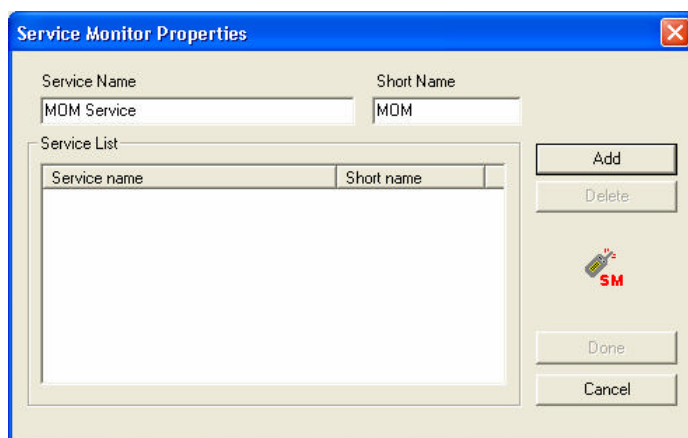 Service Monitor Properties
Service Name
Short Name
MOM Service
MOM
Service List
Service name
Short name
Add
Delete
SM
Done
Cancel